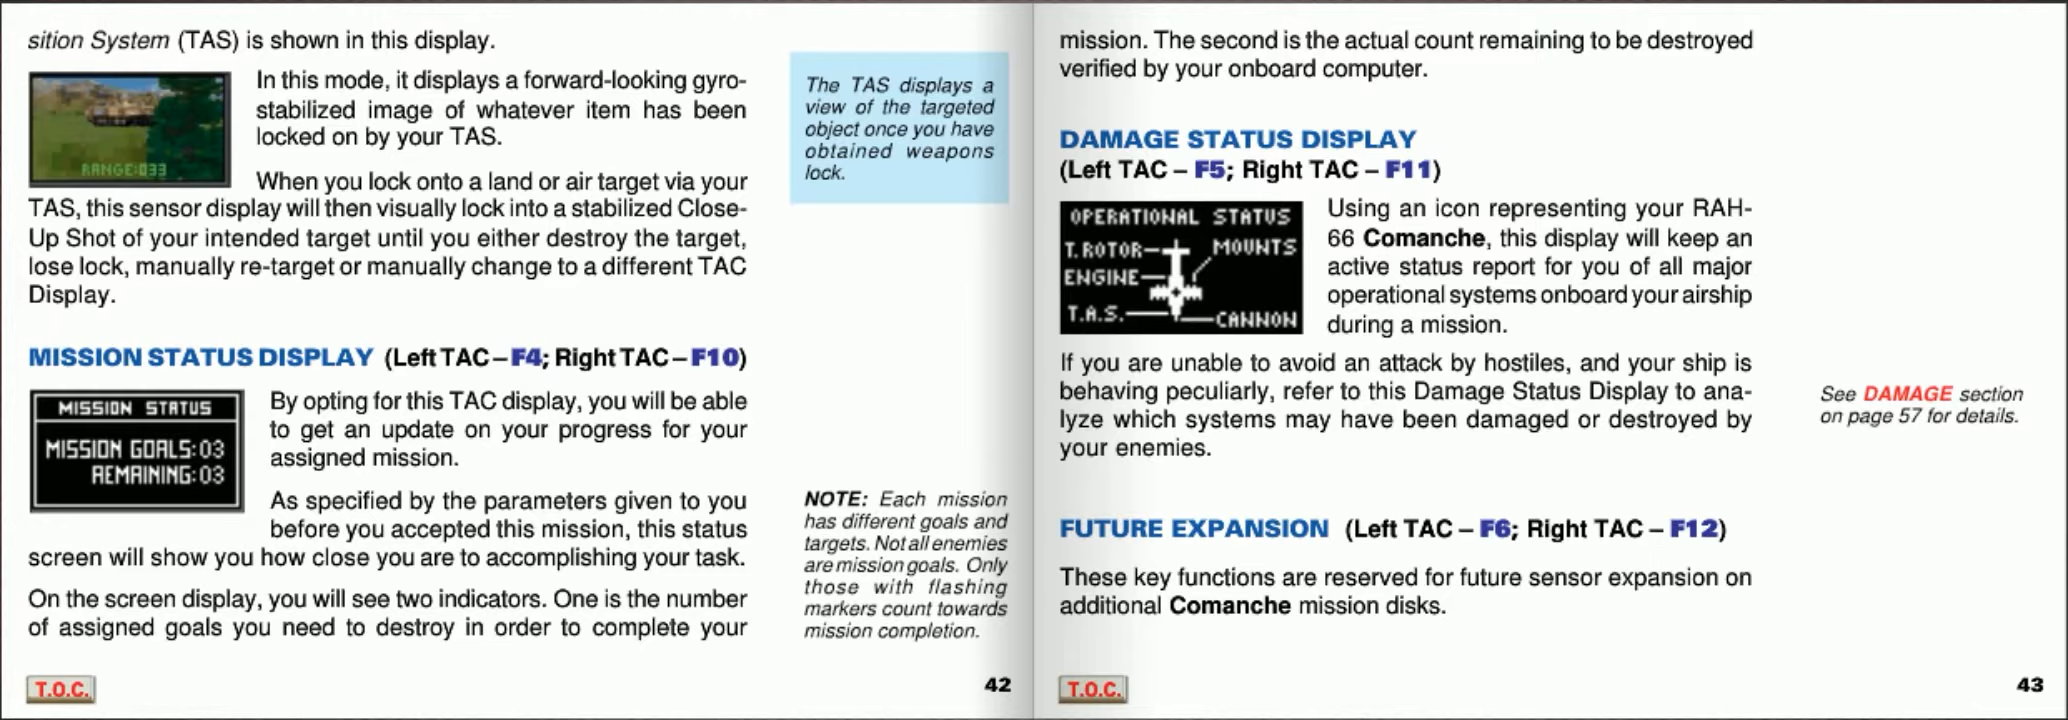 sition System (TAS) is shown in this display.
RANGE:033
In this mode, it displays a forward-looking gyro-
stabilized image of whatever item has been
locked on by your TAS.
When you lock onto a land or air target via your
TAS, this sensor display will then visually lock into a stabilized Close-
Up Shot of your intended target until you either destroy the target,
lose lock, manually re-target or manually change to a different TAC
Display.
The TAS displays a
view of the targeted
object once you have
obtained weapons
lock.
MISSION STATUS DISPLAY (Left TAC – F4; Right TAC – F10)
MISSION STATUS
MISSION GOALS:03
REMAINING:03
By opting for this TAC display, you will be able
to get an update on your progress for your
assigned mission.
As specified by the parameters given to you
before you accepted this mission, this status
screen will show you how close you are to accomplishing your task.
On the screen display, you will see two indicators. One is the number
of assigned goals you need to destroy in order to complete your
NOTE: Each mission
has different goals and
targets. Not all enemies
are mission goals. Only
those with flashing
markers count towards
mission completion.
T.O.C.
42
mission. The second is the actual count remaining to be destroyed
verified by your onboard computer.
DAMAGE STATUS DISPLAY
(Left TAC – F5; Right TAC – F11)
OPERATIONAL STATUS
T.ROTOR
MOUNTS
ENGINE
T.A.S.
CANNON
Using an icon representing your RAH-
66 Comanche, this display will keep an
active status report for you of all major
operational systems onboard your airship
during a mission.
If you are unable to avoid an attack by hostiles, and your ship is
behaving peculiarly, refer to this Damage Status Display to ana-
lyze which systems may have been damaged or destroyed by
your enemies.
See DAMAGE section
on page 57 for details.
FUTURE EXPANSION (Left TAC – F6; Right TAC – F12)
These key functions are reserved for future sensor expansion on
additional Comanche mission disks.
T.O.C.
43